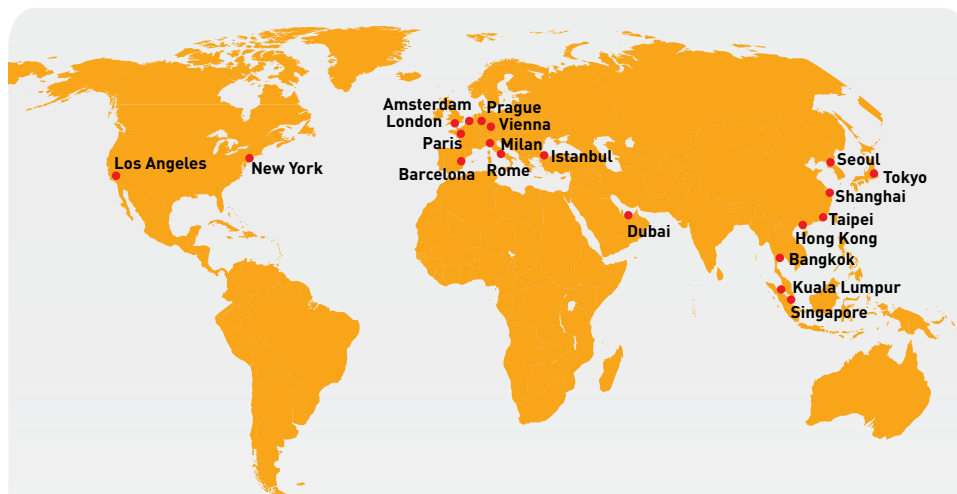 Amsterdam
Prague
London
Vienna
Paris
Milan
Istanbul
Barcelona
Rome
Los Angeles
New York
Seoul
Tokyo
Shanghai
Taipei
Dubai
Hong Kong
Bangkok
Kuala Lumpur
Singapore